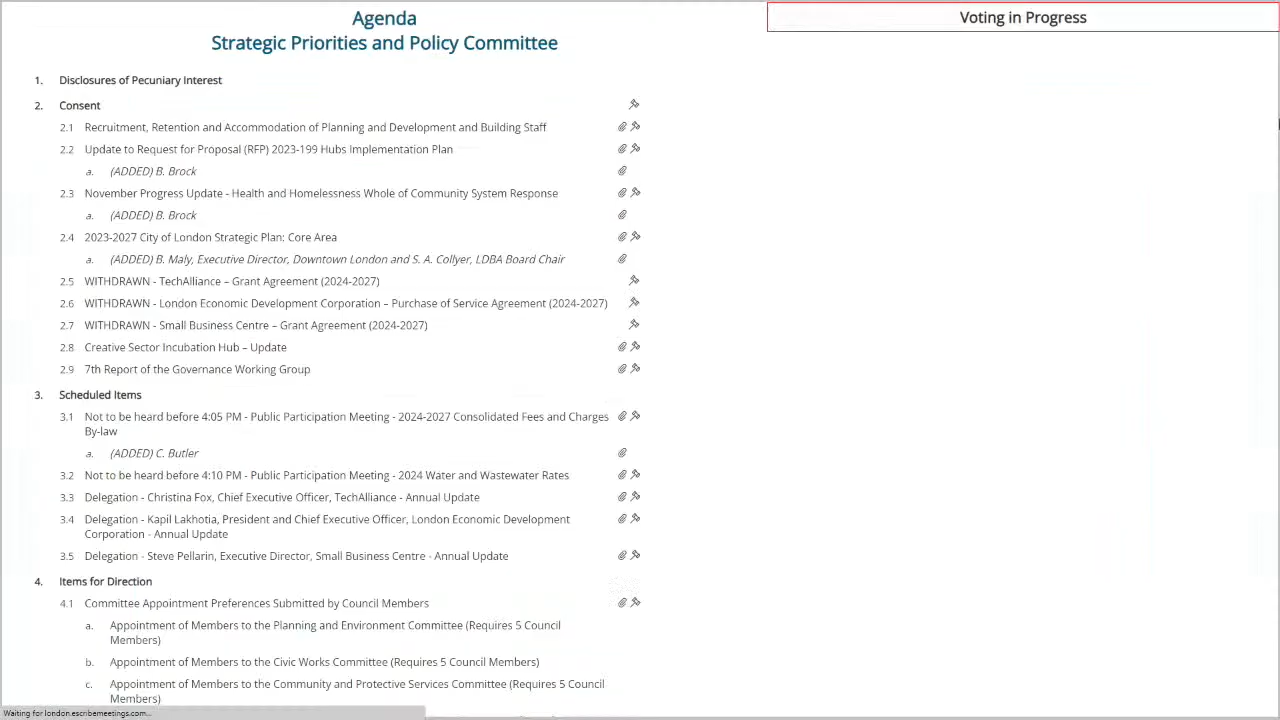 Agenda
Strategic Priorities and Policy Committee
Voting in Progress
1. Disclosures of Pecuniary Interest
2. Consent
2.1 Recruitment, Retention and Accommodation of Planning and Development and Building Staff
2.2 Update to Request for Proposal (RFP) 2023-199 Hubs Implementation Plan
a. (ADDED) B. Brock
2.3 November Progress Update - Health and Homelessness Whole of Community System Response
a. (ADDED) B. Brock
2.4 2023-2027 City of London Strategic Plan: Core Area
a. (ADDED) B. Maly, Executive Director, Downtown London and S. A. Collyer, LDBA Board Chair
2.5 WITHDRAWN - TechAlliance – Grant Agreement (2024-2027)
2.6 WITHDRAWN - London Economic Development Corporation – Purchase of Service Agreement (2024-2027)
2.7 WITHDRAWN - Small Business Centre – Grant Agreement (2024-2027)
2.8 Creative Sector Incubation Hub – Update
2.9 7th Report of the Governance Working Group
3. Scheduled Items
3.1 Not to be heard before 4:05 PM - Public Participation Meeting - 2024-2027 Consolidated Fees and Charges
By-law
a. (ADDED) C. Butler
3.2 Not to be heard before 4:10 PM - Public Participation Meeting - 2024 Water and Wastewater Rates
3.3 Delegation - Christina Fox, Chief Executive Officer, TechAlliance - Annual Update
3.4 Delegation - Kapil Lakhotia, President and Chief Executive Officer, London Economic Development
Corporation - Annual Update
3.5 Delegation - Steve Pellarin, Executive Director, Small Business Centre - Annual Update
4. Items for Direction
4.1 Committee Appointment Preferences Submitted by Council Members
a. Appointment of Members to the Planning and Environment Committee (Requires 5 Council
Members)
b. Appointment of Members to the Civic Works Committee (Requires 5 Council Members)
c. Appointment of Members to the Community and Protective Services Committee (Requires 5 Council
Members)
Waiting for london.escribemeetings.com...